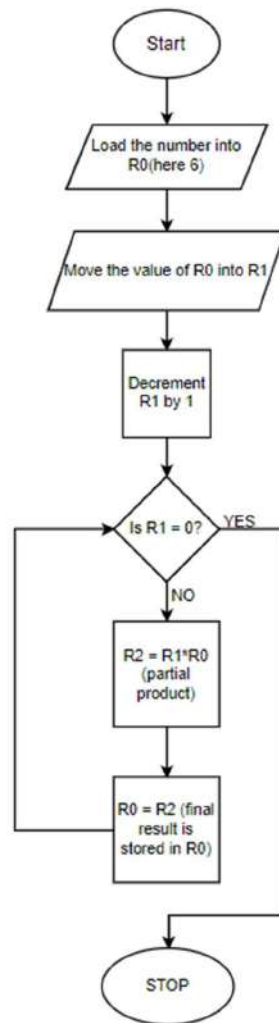 Start
Load the number into
R0(here 6)
Move the value of R0 into R1
Decrement
R1 by 1
Is R1 = 0?
YES
NO
R2 = R1*R0
(partial
product)
R0 = R2 (final
result is
stored in R0)
STOP